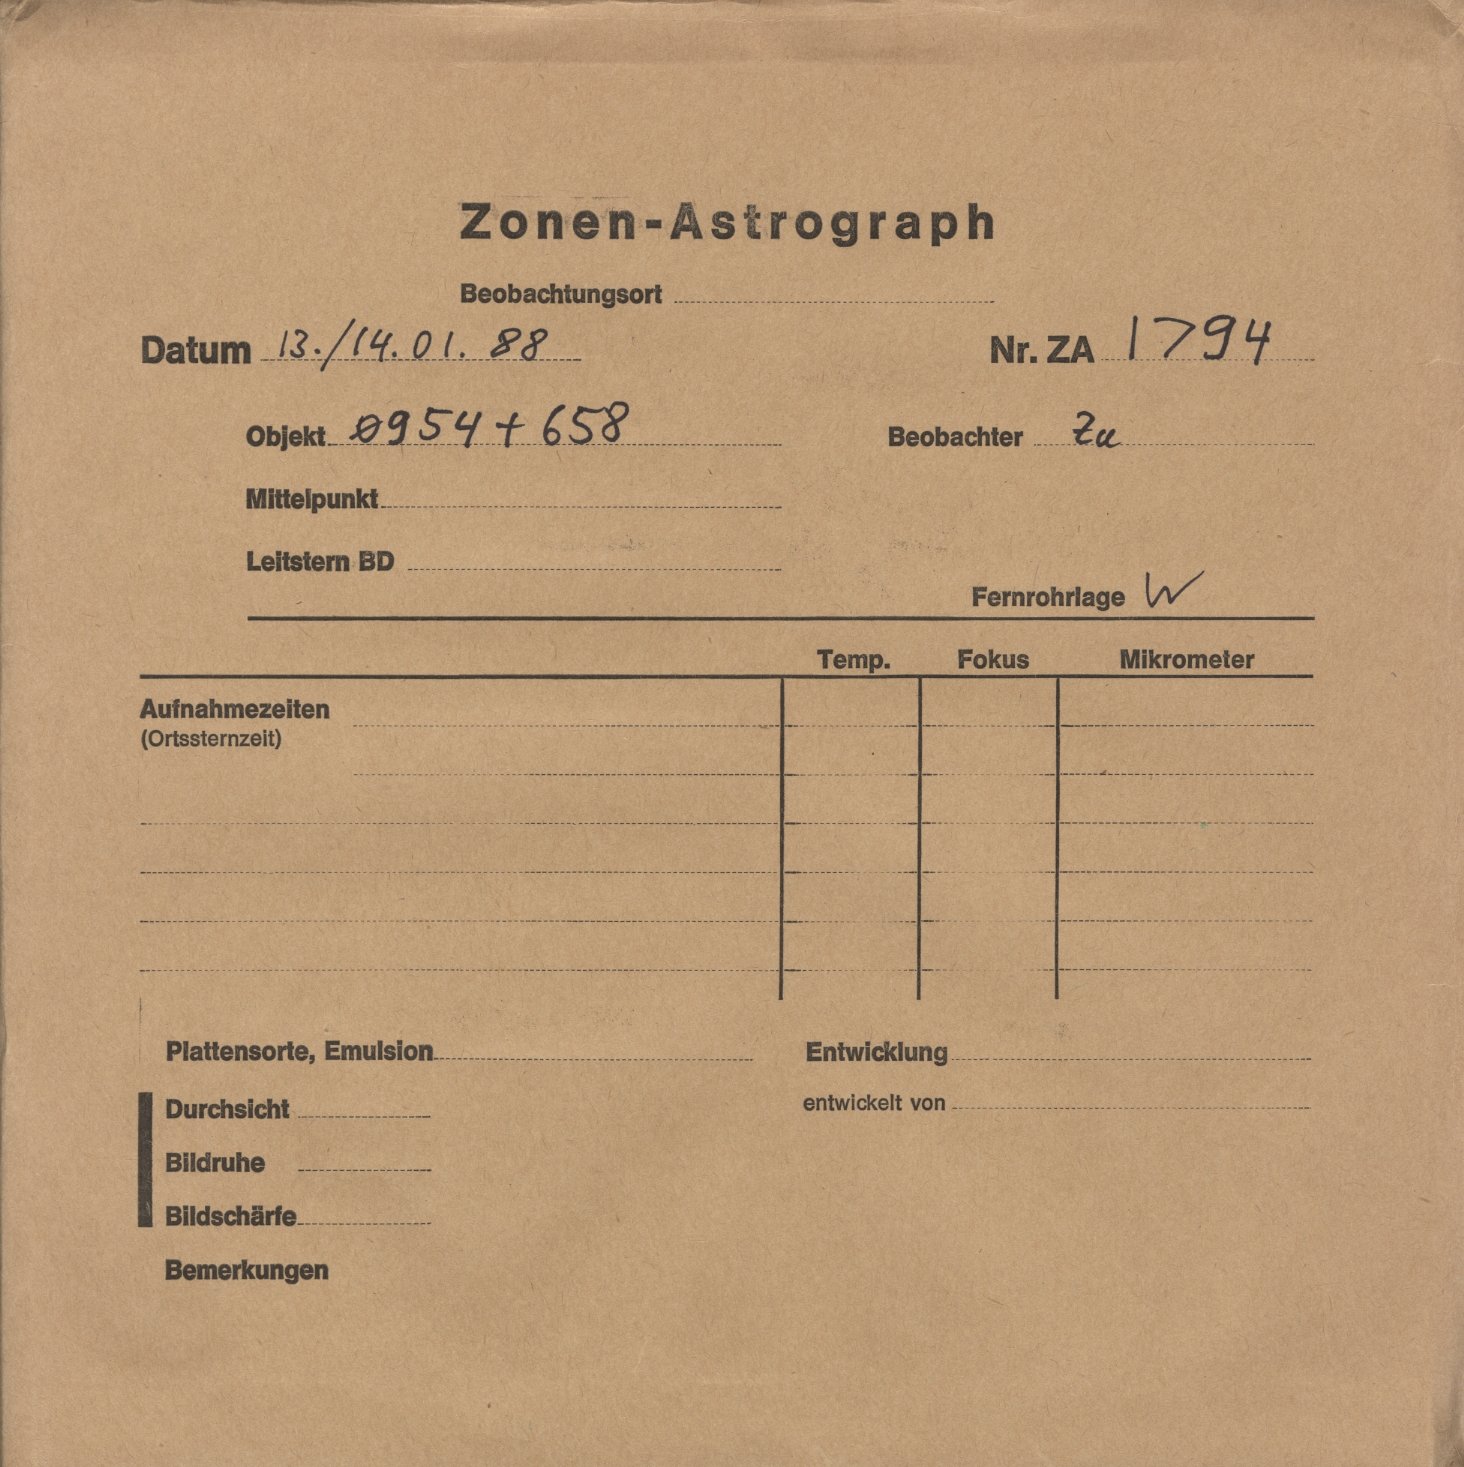 Zonen-Astrograph
Beobachtungsort
Datum 13./14.01.88 Nr. ZA 1794
Objekt 0954+658 Beobachter Zu
Mittelpunkt
Leitstern BD
Fernrohrlage W
Temp. Fokus Mikrometer
Aufnahmezeiten
(Ortssternzeit)
Plattensorte, Emulsion Entwicklung
Durchsicht entwickelt von
Bildruhe
Bildschärfe
Bemerkungen